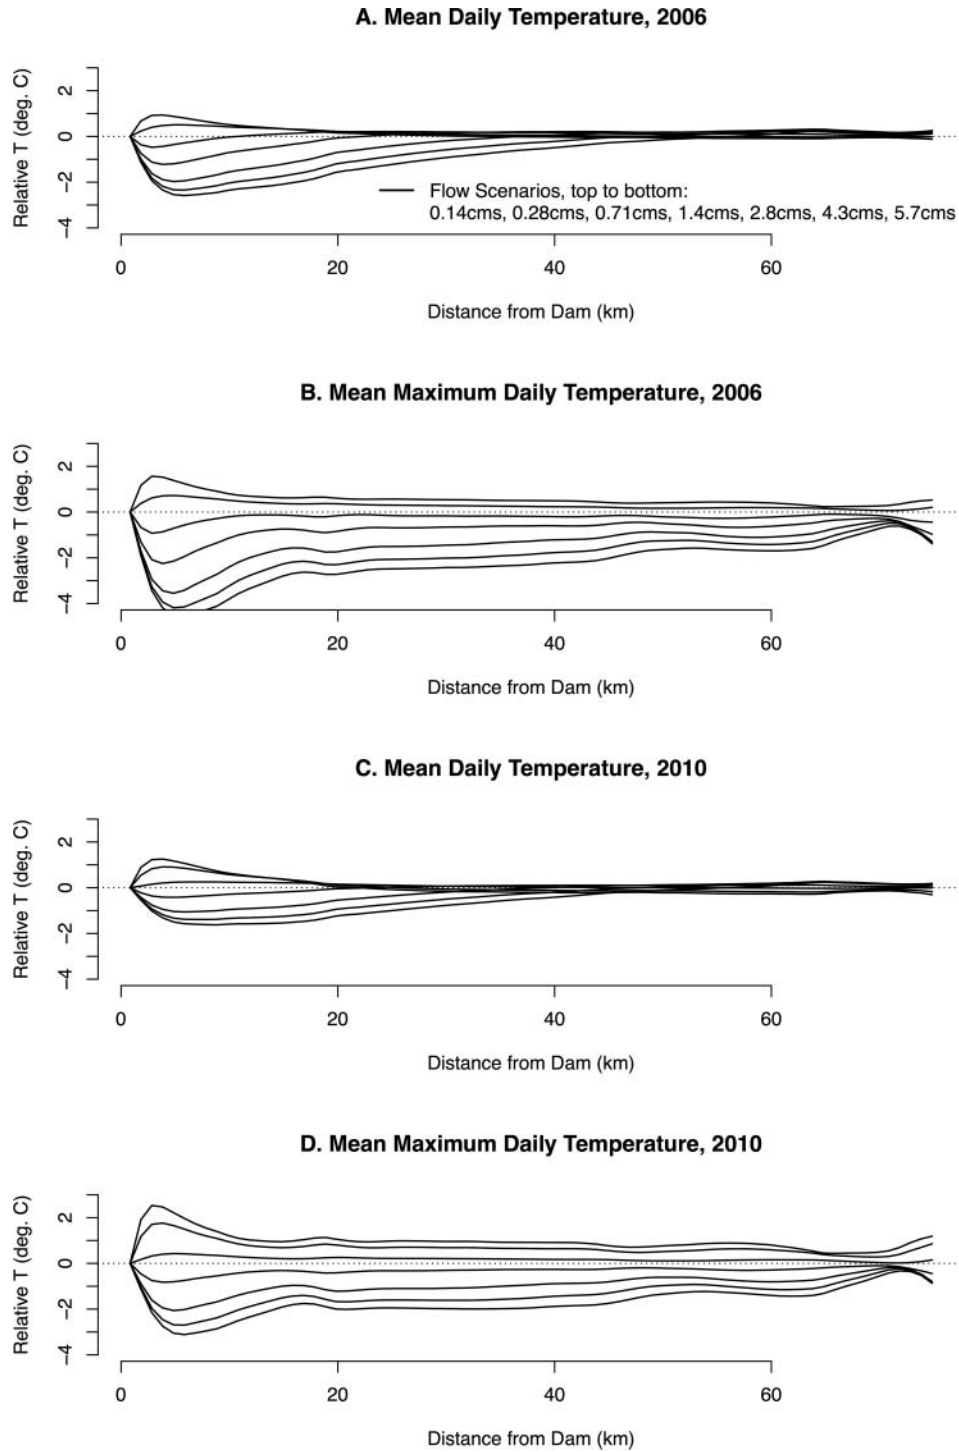 A. Mean Daily Temperature, 2006
Relative T (deg. C)
2
0
−2
−4
Flow Scenarios, top to bottom:
0.14cms, 0.28cms, 0.71cms, 1.4cms, 2.8cms, 4.3cms, 5.7cms
0 20 40 60
Distance from Dam (km)
B. Mean Maximum Daily Temperature, 2006
Relative T (deg. C)
2
0
−2
−4
0 20 40 60
Distance from Dam (km)
C. Mean Daily Temperature, 2010
Relative T (deg. C)
2
0
−2
−4
0 20 40 60
Distance from Dam (km)
D. Mean Maximum Daily Temperature, 2010
Relative T (deg. C)
2
0
−2
−4
0 20 40 60
Distance from Dam (km)